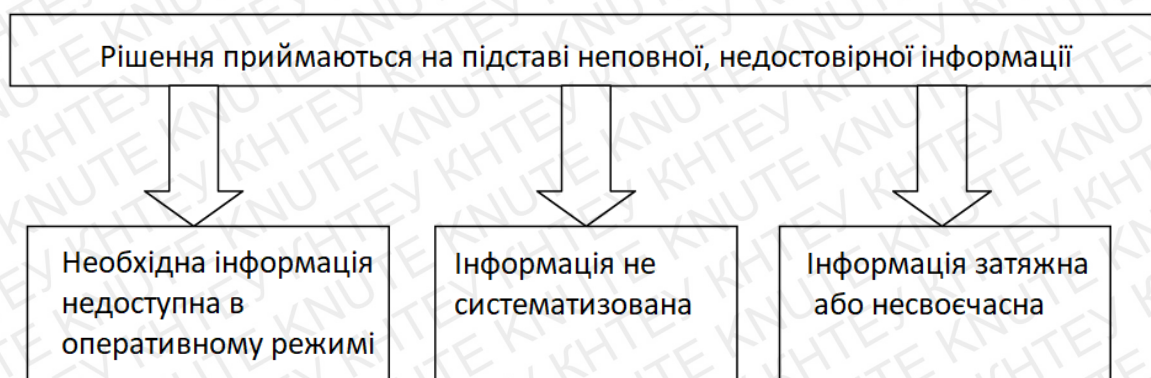 Рішення приймаються на підставі неповної, недостовірної інформації
Необхідна інформація
недоступна в
оперативному режимі
Інформація не
систематизована
Інформація затяжна
або несвоєчасна